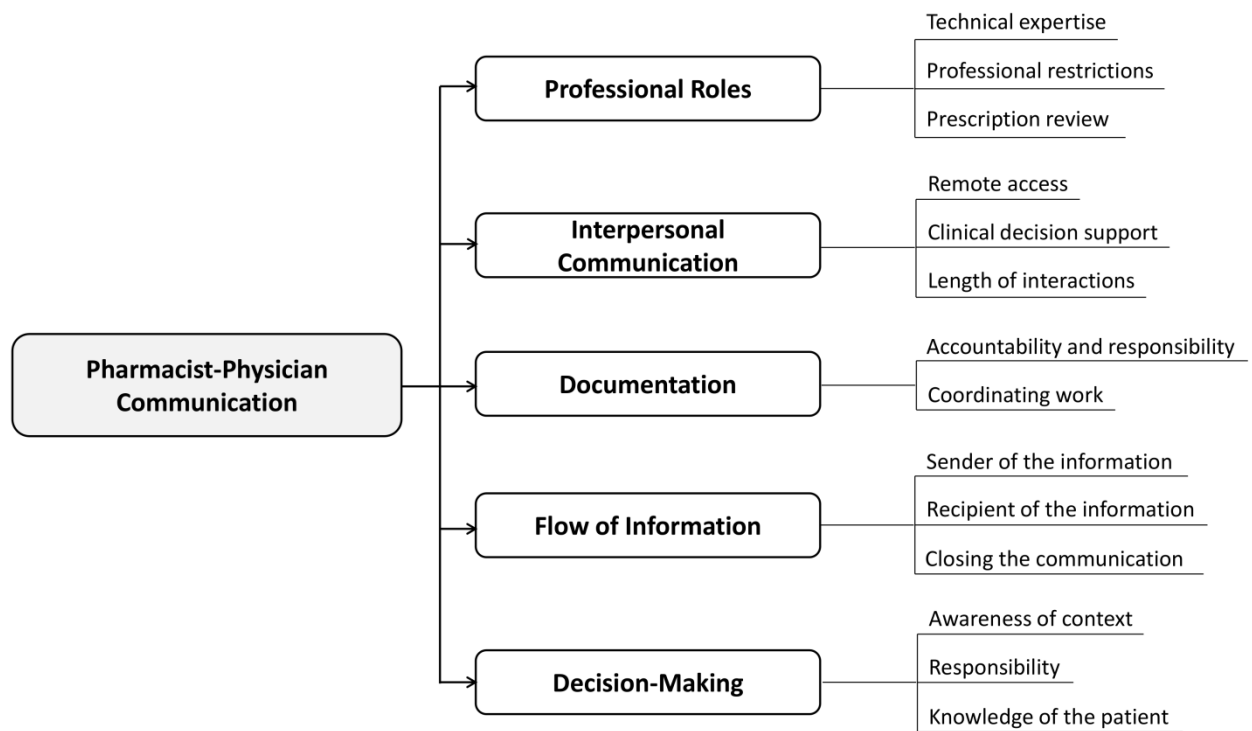 Pharmacist-Physician
Communication
Professional Roles
Technical expertise
Professional restrictions
Prescription review
Interpersonal
Communication
Remote access
Clinical decision support
Length of interactions
Documentation
Accountability and responsibility
Coordinating work
Flow of Information
Sender of the information
Recipient of the information
Closing the communication
Decision-Making
Awareness of context
Responsibility
Knowledge of the patient